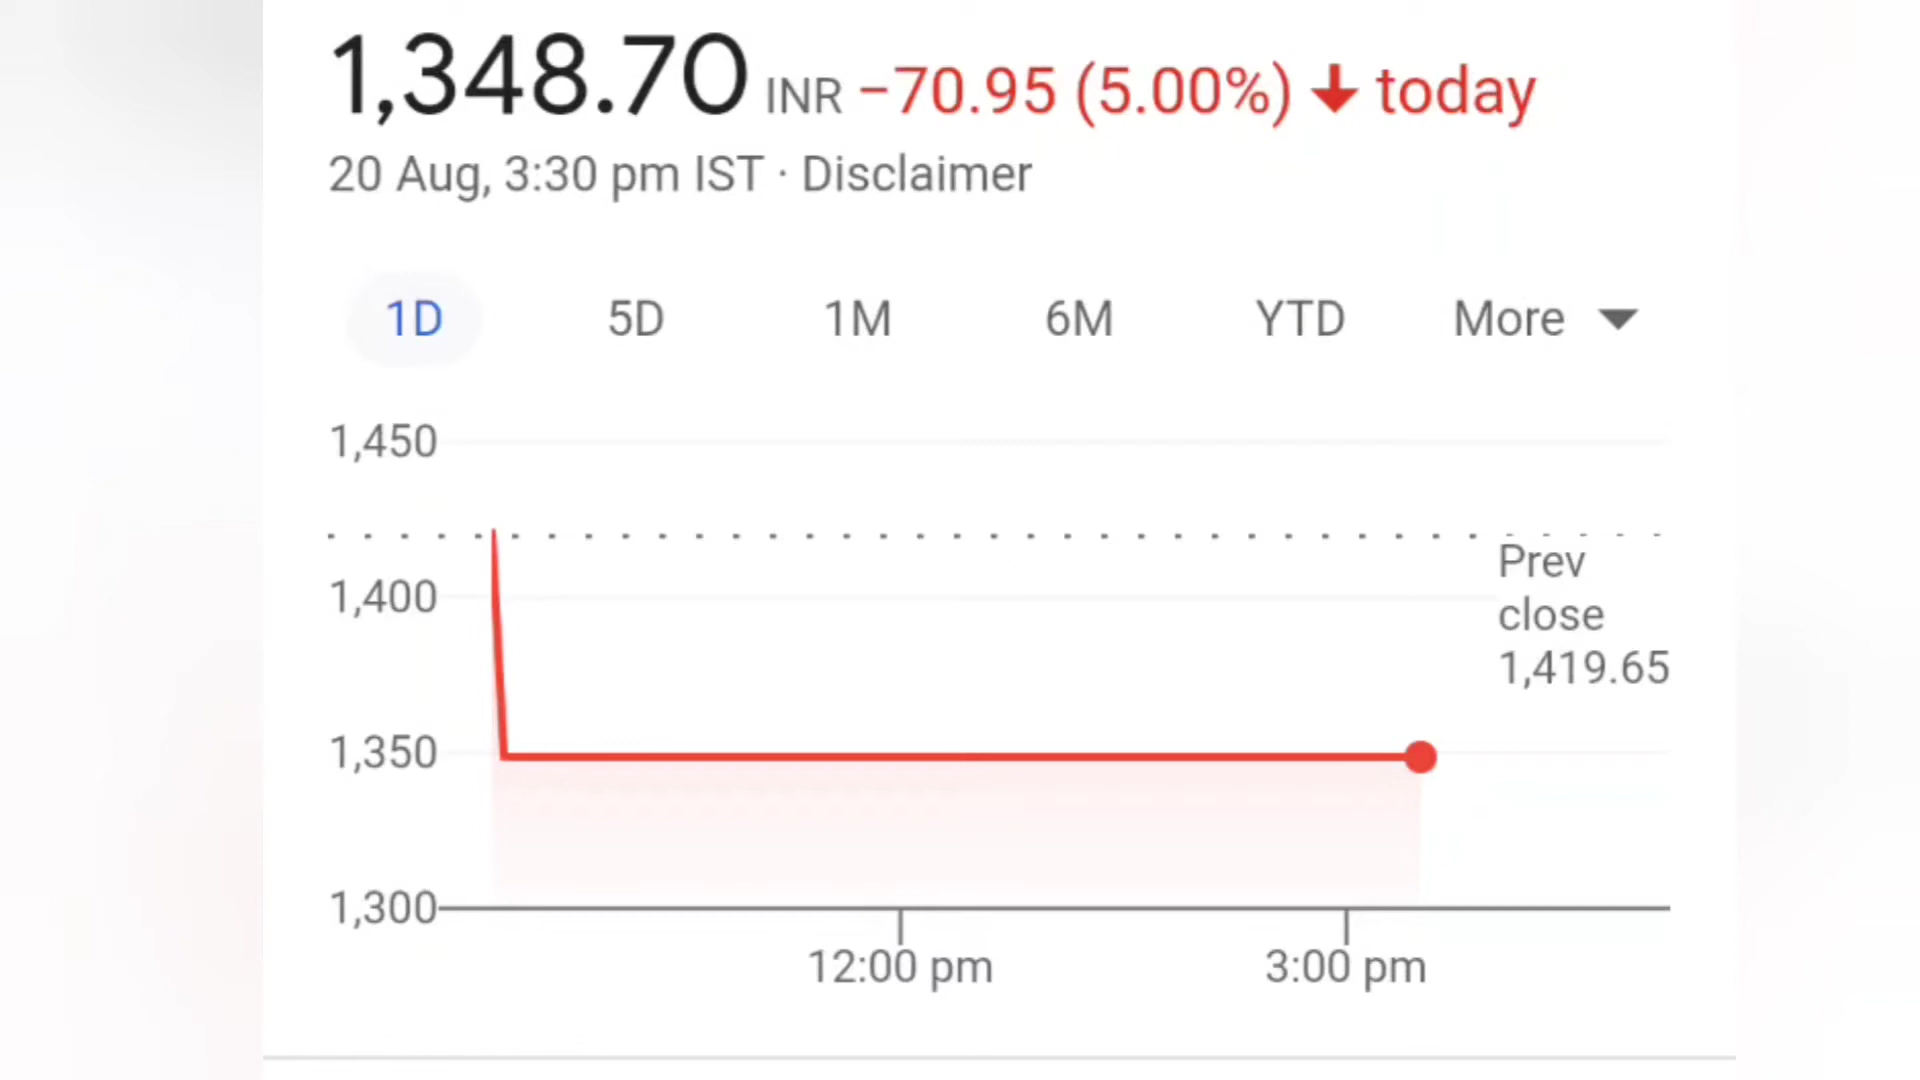 1,348.70 INR −70.95 (5.00%) ↓ today
20 Aug, 3:30 pm IST · Disclaimer
1D 5D 1M 6M YTD More
1,450
1,400
Prev
close
1,419.65
1,350
1,300
12:00 pm 3:00 pm